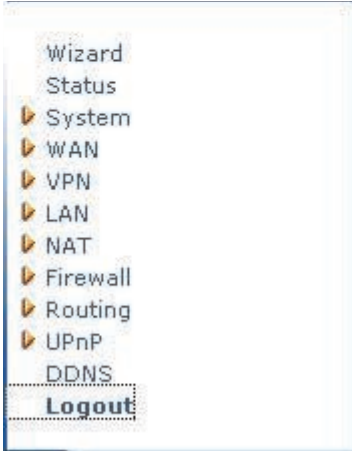 Wizard
Status
System
WAN
VPN
LAN
NAT
Firewall
Routing
UPnP
DDNS
Logout